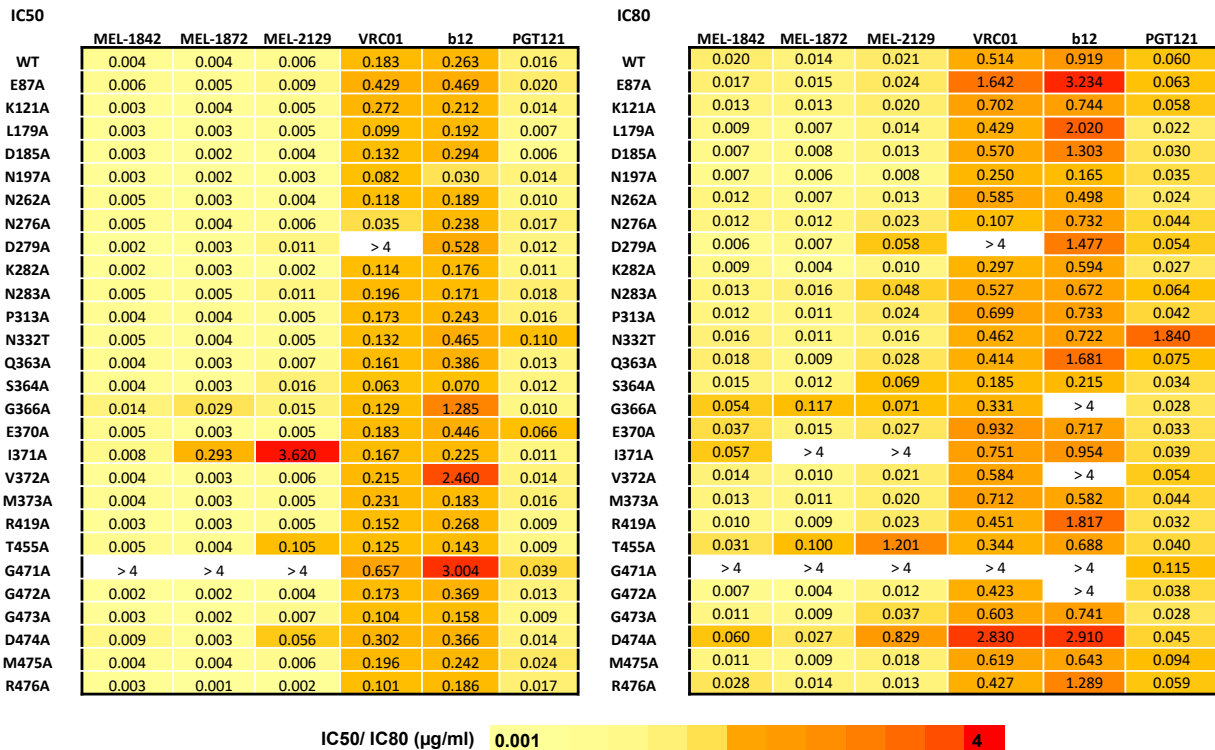 IC50 IC80
MEL-1842 MEL-1872 MEL-2129 VRC01 b12 PGT121 MEL-1842 MEL-1872 MEL-2129 VRC01 b12 PGT121
WT 0.004 0.004 0.006 0.183 0.263 0.016 WT 0.020 0.014 0.021 0.514 0.919 0.060
E87A 0.006 0.005 0.009 0.429 0.469 0.020 E87A 0.017 0.015 0.024 1.642 3.234 0.063
K121A 0.003 0.004 0.005 0.272 0.212 0.014 K121A 0.013 0.013 0.020 0.702 0.744 0.058
L179A 0.003 0.003 0.005 0.099 0.192 0.007 L179A 0.009 0.007 0.014 0.429 2.020 0.022
D185A 0.003 0.002 0.004 0.132 0.294 0.006 D185A 0.007 0.008 0.013 0.570 1.303 0.030
N197A 0.003 0.002 0.003 0.082 0.030 0.014 N197A 0.007 0.006 0.008 0.250 0.165 0.035
N262A 0.005 0.003 0.004 0.118 0.189 0.010 N262A 0.012 0.007 0.013 0.585 0.498 0.024
N276A 0.005 0.004 0.006 0.035 0.238 0.017 N276A 0.012 0.012 0.023 0.107 0.732 0.044
D279A 0.002 0.003 0.011 > 4 0.528 0.012 D279A 0.006 0.007 0.058 > 4 1.477 0.054
K282A 0.002 0.003 0.002 0.114 0.176 0.011 K282A 0.009 0.004 0.010 0.297 0.594 0.027
N283A 0.005 0.005 0.011 0.196 0.171 0.018 N283A 0.013 0.016 0.048 0.527 0.672 0.064
P313A 0.004 0.004 0.005 0.173 0.243 0.016 P313A 0.012 0.011 0.024 0.699 0.733 0.042
N332T 0.005 0.004 0.005 0.132 0.465 0.110 N332T 0.016 0.011 0.016 0.462 0.722 1.840
Q363A 0.004 0.003 0.007 0.161 0.386 0.013 Q363A 0.018 0.009 0.028 0.414 1.681 0.075
S364A 0.004 0.003 0.016 0.063 0.070 0.012 S364A 0.015 0.012 0.069 0.185 0.215 0.034
G366A 0.014 0.029 0.015 0.129 1.285 0.010 G366A 0.054 0.117 0.071 0.331 > 4 0.028
E370A 0.005 0.003 0.005 0.183 0.446 0.066 E370A 0.037 0.015 0.027 0.932 0.717 0.033
I371A 0.008 0.293 3.620 0.167 0.225 0.011 I371A 0.057 > 4 > 4 0.751 0.954 0.039
V372A 0.004 0.003 0.006 0.215 2.460 0.014 V372A 0.014 0.010 0.021 0.584 > 4 0.054
M373A 0.004 0.003 0.005 0.231 0.183 0.016 M373A 0.013 0.011 0.020 0.712 0.582 0.044
R419A 0.003 0.003 0.005 0.152 0.268 0.009 R419A 0.010 0.009 0.023 0.451 1.817 0.032
T455A 0.005 0.004 0.105 0.125 0.143 0.009 T455A 0.031 0.100 1.201 0.344 0.688 0.040
G471A > 4 > 4 > 4 0.657 3.004 0.039 G471A > 4 > 4 > 4 > 4 > 4 0.115
G472A 0.002 0.002 0.004 0.173 0.369 0.013 G472A 0.007 0.004 0.012 0.423 > 4 0.038
G473A 0.003 0.002 0.007 0.104 0.158 0.009 G473A 0.011 0.009 0.037 0.603 0.741 0.028
D474A 0.009 0.003 0.056 0.302 0.366 0.014 D474A 0.060 0.027 0.829 2.830 2.910 0.045
M475A 0.004 0.004 0.006 0.196 0.242 0.024 M475A 0.011 0.009 0.018 0.619 0.643 0.094
R476A 0.003 0.001 0.002 0.101 0.186 0.017 R476A 0.028 0.014 0.013 0.427 1.289 0.059
IC50/ IC80 (µg/ml) 0.001 4